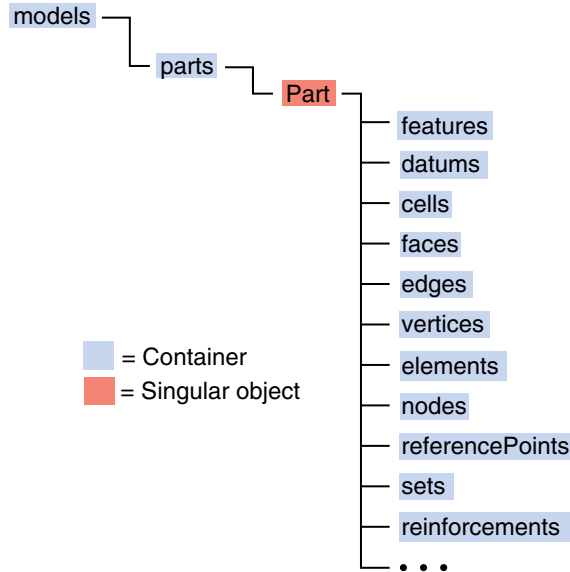 models
parts
Part
features
datums
cells
faces
edges
vertices
elements
nodes
referencePoints
sets
reinforcements
• • •
= Container
= Singular object